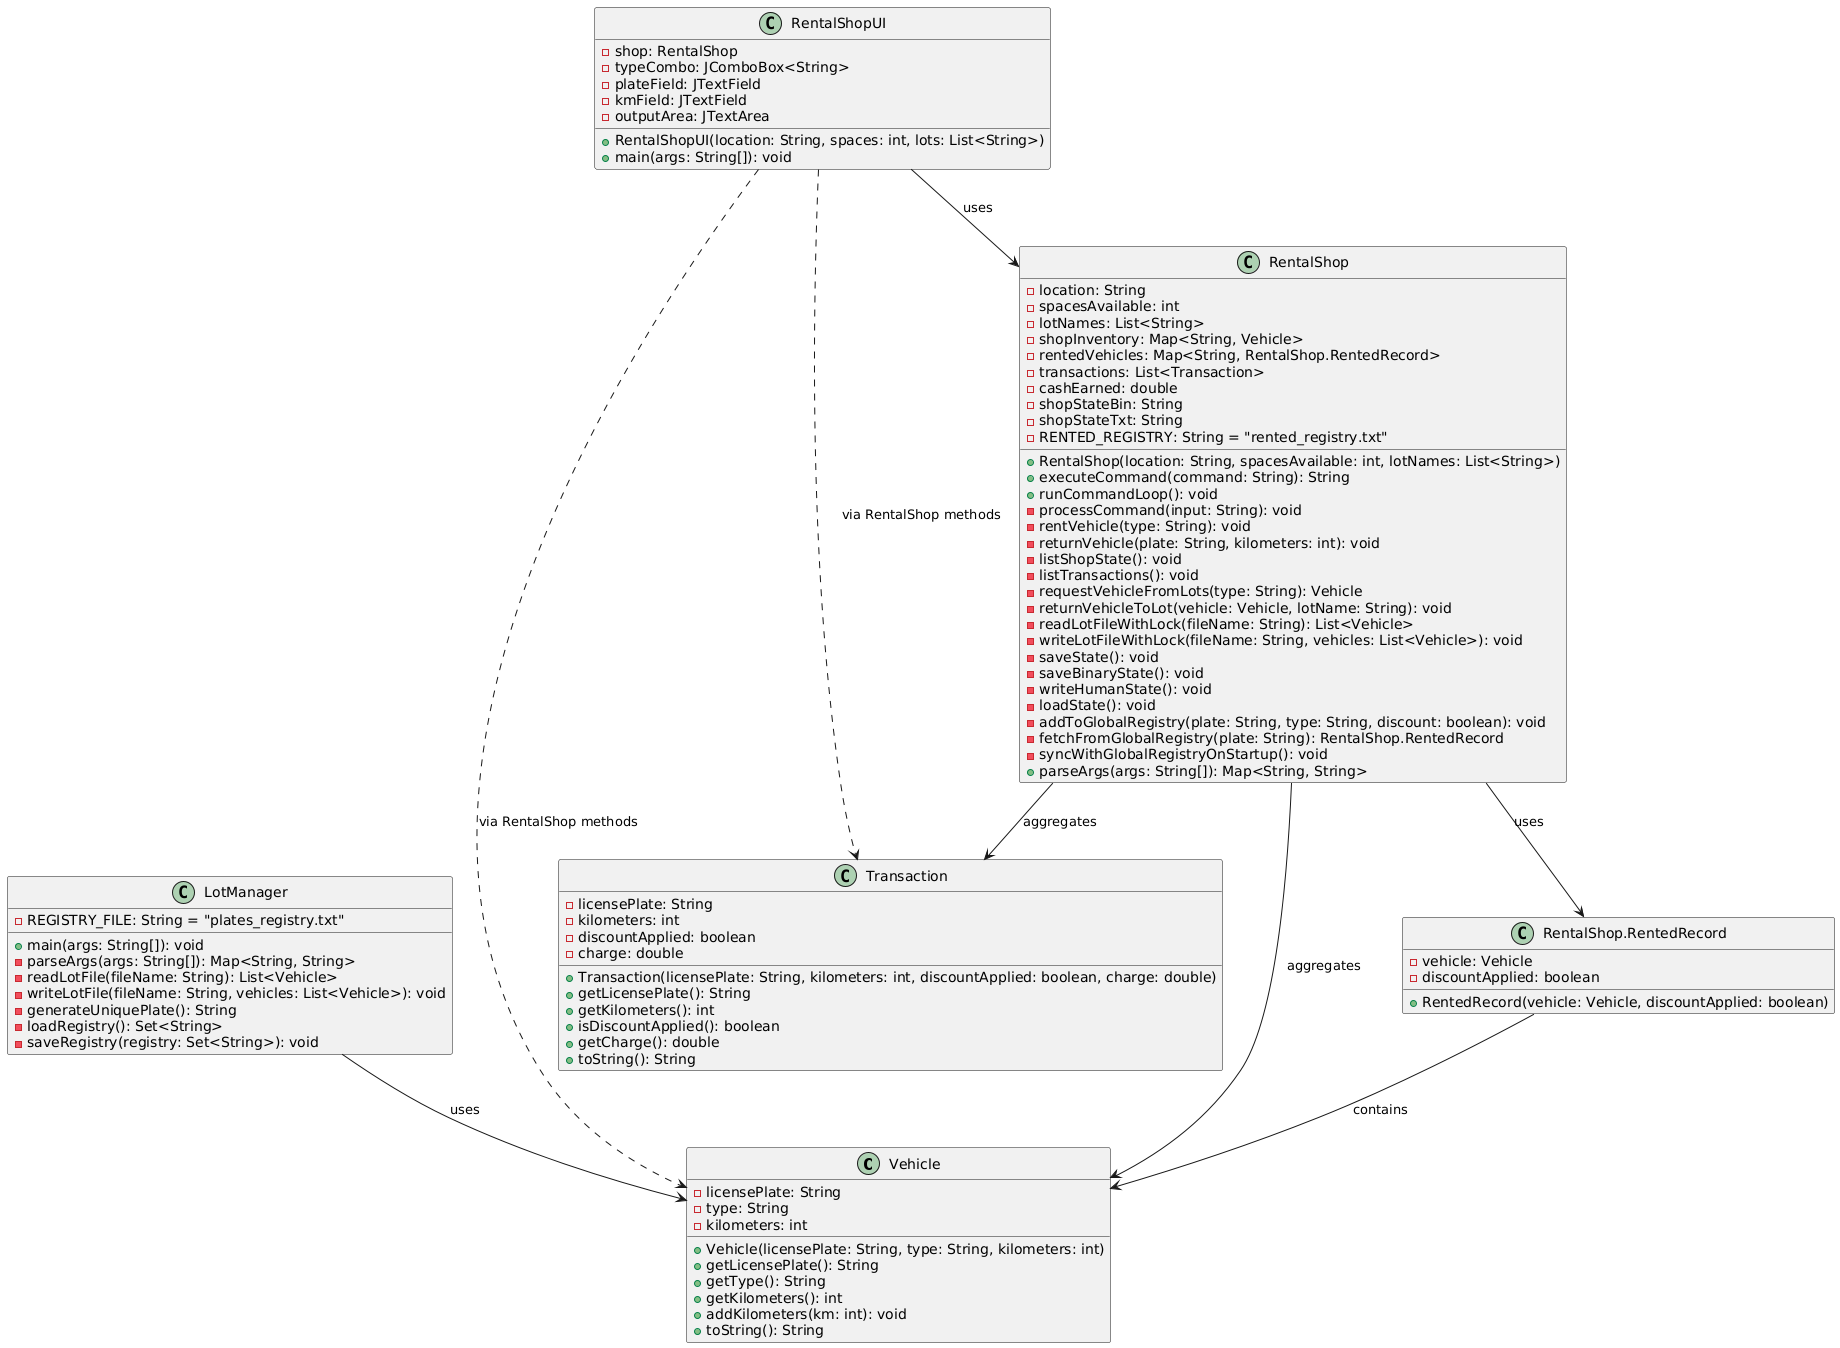 C RentalShopUI
shop: RentalShop
typeCombo: JComboBox<String>
plateField: JTextField
kmField: JTextField
outputArea: JTextArea
RentalShopUI(location: String, spaces: int, lots: List<String>)
main(args: String[]): void
uses
C RentalShop
location: String
spacesAvailable: int
lotNames: List<String>
shopInventory: Map<String, Vehicle>
rentedVehicles: Map<String, RentalShop.RentedRecord>
transactions: List<Transaction>
cashEarned: double
shopStateBin: String
shopStateTxt: String
RENTED_REGISTRY: String = "rented_registry.txt"
RentalShop(location: String, spacesAvailable: int, lotNames: List<String>)
executeCommand(command: String): String
runCommandLoop(): void
processCommand(input: String): void
rentVehicle(type: String): void
returnVehicle(plate: String, kilometers: int): void
listShopState(): void
listTransactions(): void
requestVehicleFromLots(type: String): Vehicle
returnVehicleToLot(vehicle: Vehicle, lotName: String): void
readLotFileWithLock(fileName: String): List<Vehicle>
writeLotFileWithLock(fileName: String, vehicles: List<Vehicle>): void
saveState(): void
saveBinaryState(): void
writeHumanState(): void
loadState(): void
addToGlobalRegistry(plate: String, type: String, discount: boolean): void
fetchFromGlobalRegistry(plate: String): RentalShop.RentedRecord
syncWithGlobalRegistryOnStartup(): void
parseArgs(args: String[]): Map<String, String>
via RentalShop methods
via RentalShop methods
aggregates
uses
C LotManager
REGISTRY_FILE: String = "plates_registry.txt"
main(args: String[]): void
parseArgs(args: String[]): Map<String, String>
readLotFile(fileName: String): List<Vehicle>
writeLotFile(fileName: String, vehicles: List<Vehicle>): void
generateUniquePlate(): String
loadRegistry(): Set<String>
saveRegistry(registry: Set<String>): void
C Transaction
licensePlate: String
kilometers: int
discountApplied: boolean
charge: double
Transaction(licensePlate: String, kilometers: int, discountApplied: boolean, charge: double)
getLicensePlate(): String
getKilometers(): int
isDiscountApplied(): boolean
getCharge(): double
toString(): String
aggregates
C RentalShop.RentedRecord
vehicle: Vehicle
discountApplied: boolean
RentedRecord(vehicle: Vehicle, discountApplied: boolean)
uses
contains
C Vehicle
licensePlate: String
type: String
kilometers: int
Vehicle(licensePlate: String, type: String, kilometers: int)
getLicensePlate(): String
getType(): String
getKilometers(): int
addKilometers(km: int): void
toString(): String